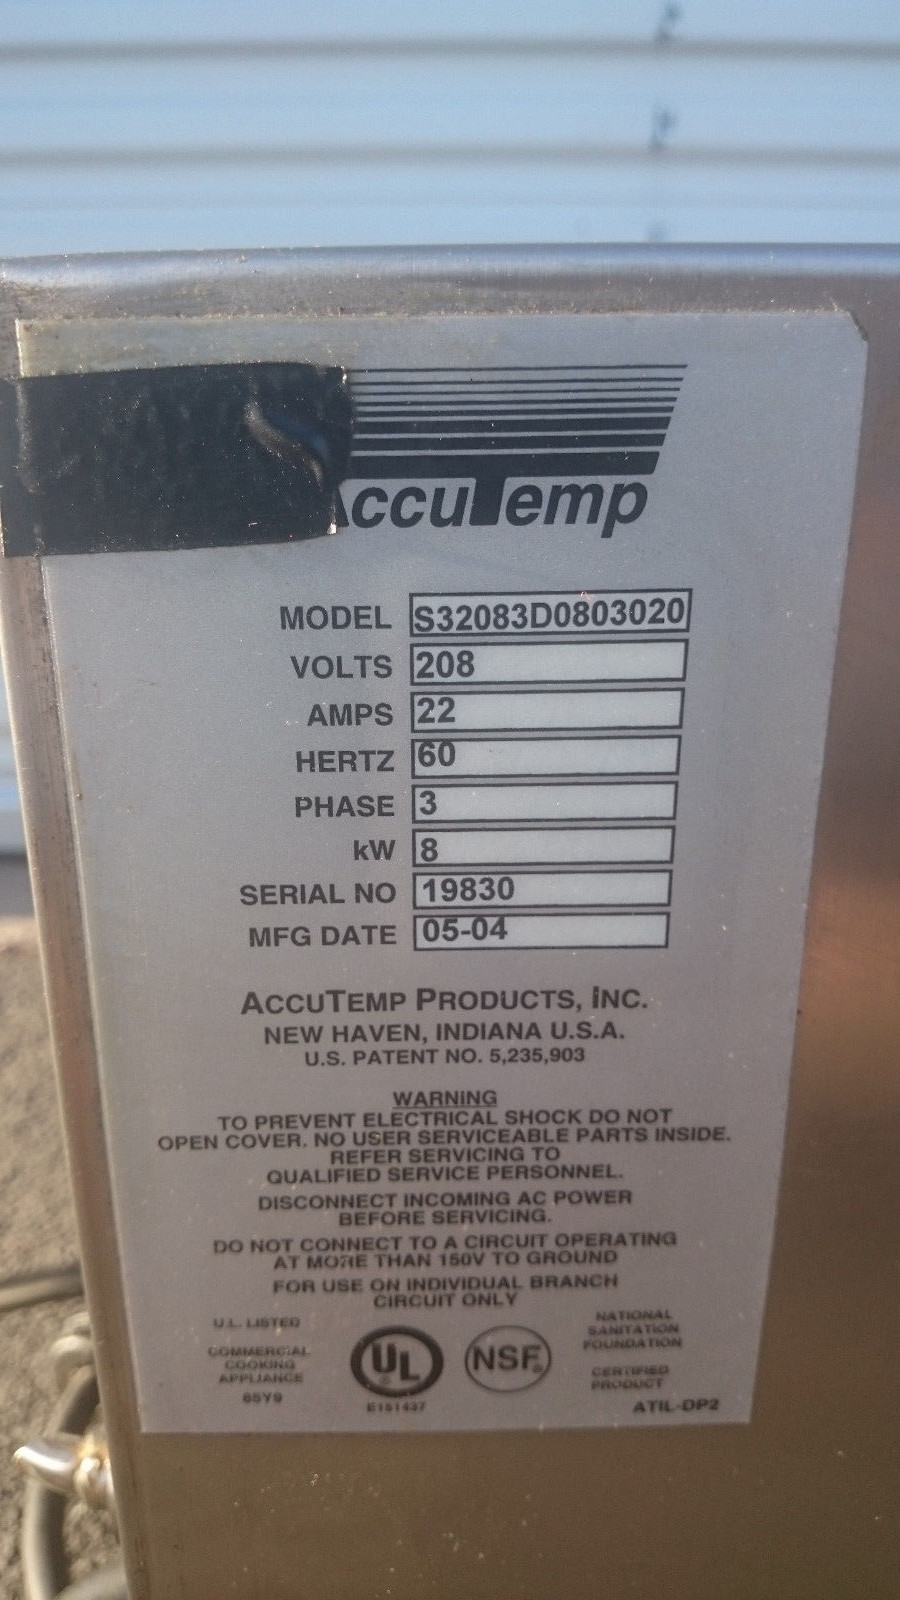 AccuTemp
MODEL S32083D0803020
VOLTS 208
AMPS 22
HERTZ 60
PHASE 3
kW 8
SERIAL NO 19830
MFG DATE 05-04
ACCUTEMP PRODUCTS, INC.
NEW HAVEN, INDIANA U.S.A.
U.S. PATENT NO. 5,235,903
WARNING
TO PREVENT ELECTRICAL SHOCK DO NOT
OPEN COVER. NO USER SERVICEABLE PARTS INSIDE.
REFER SERVICING TO
QUALIFIED SERVICE PERSONNEL.
DISCONNECT INCOMING AC POWER
BEFORE SERVICING.
DO NOT CONNECT TO A CIRCUIT OPERATING
AT MORE THAN 150V TO GROUND
FOR USE ON INDIVIDUAL BRANCH
CIRCUIT ONLY
U.L. LISTED
COMMERCIAL
COOKING
APPLIANCE
65Y9
UL
E151437
NSF
NATIONAL
SANITATION
FOUNDATION
CERTIFIED
PRODUCT
ATIL-DP2